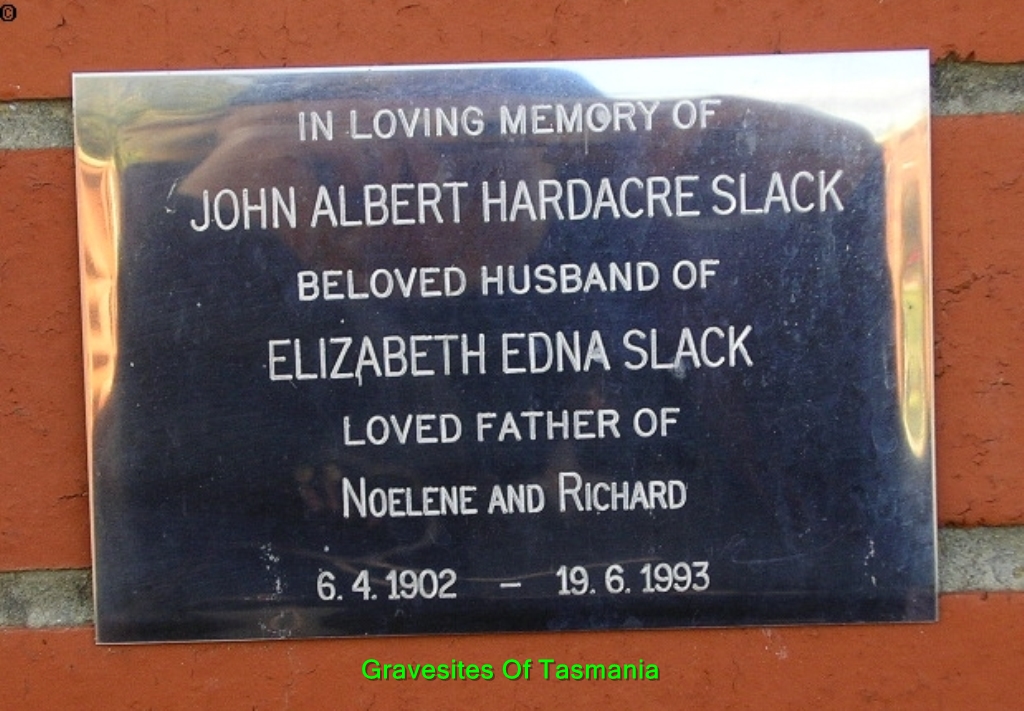 ©
IN LOVING MEMORY OF
JOHN ALBERT HARDACRE SLACK
BELOVED HUSBAND OF
ELIZABETH EDNA SLACK
LOVED FATHER OF
NOELENE AND RICHARD
6. 4. 1902 – 19. 6. 1993
Gravesites Of Tasmania